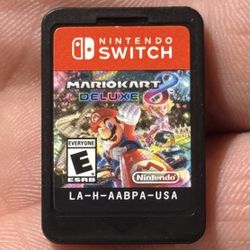 NINTENDO
SWITCH
MARIOKART 8
DELUXE
EVERYONE
E
ESRB
Nintendo
LA-H-AABPA-USA